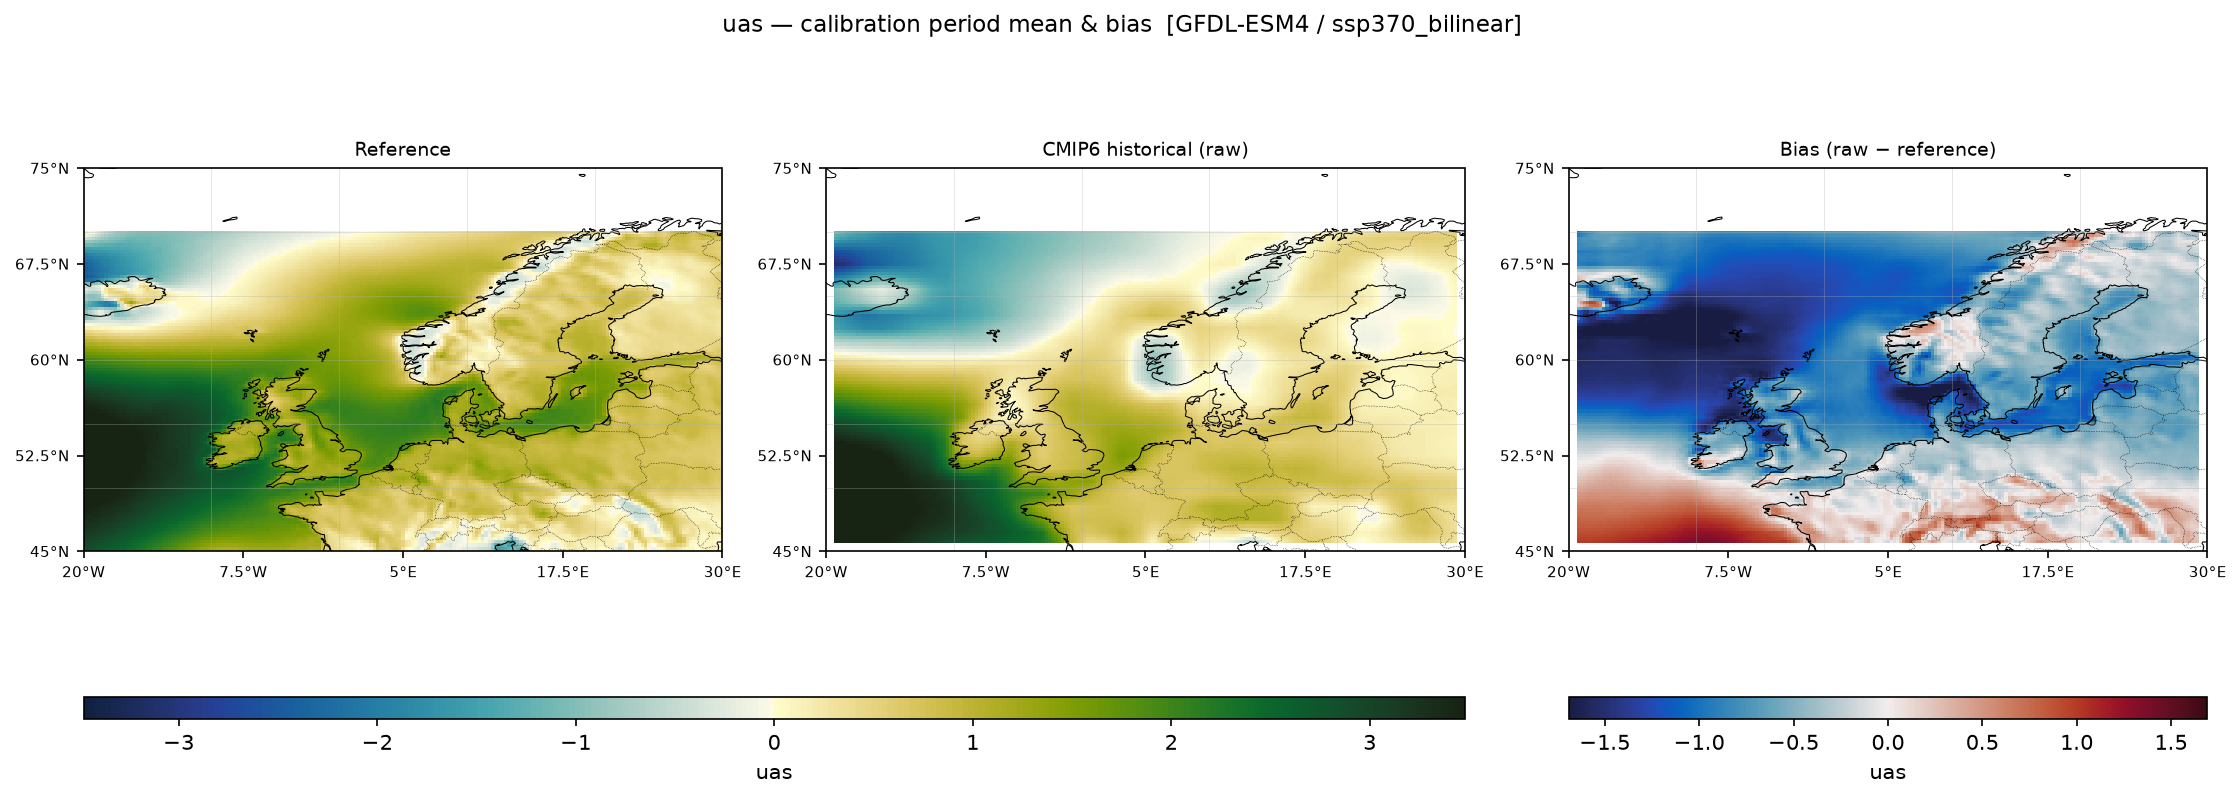 uas — calibration period mean & bias  [GFDL-ESM4 / ssp370_bilinear]
Reference
CMIP6 historical (raw)
Bias (raw − reference)
75°N
67.5°N
60°N
52.5°N
45°N
20°W
7.5°W
5°E
17.5°E
30°E
75°N
67.5°N
60°N
52.5°N
45°N
20°W
7.5°W
5°E
17.5°E
30°E
75°N
67.5°N
60°N
52.5°N
45°N
20°W
7.5°W
5°E
17.5°E
30°E
−3 −2 −1 0 1 2 3
uas
−1.5 −1.0 −0.5 0.0 0.5 1.0 1.5
uas